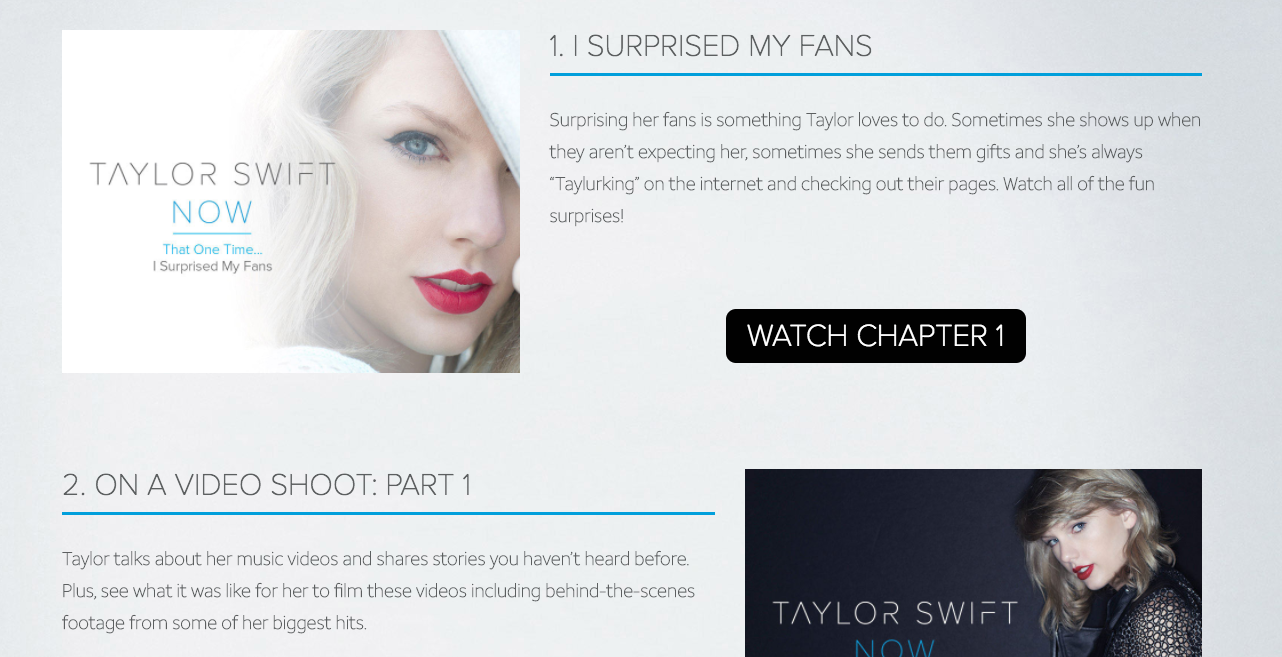 TAYLOR SWIFT
NOW
That One Time...
I Surprised My Fans
1. I SURPRISED MY FANS
Surprising her fans is something Taylor loves to do. Sometimes she shows up when
they aren’t expecting her, sometimes she sends them gifts and she’s always
“Taylurking” on the internet and checking out their pages. Watch all of the fun
surprises!
WATCH CHAPTER 1
2. ON A VIDEO SHOOT: PART 1
Taylor talks about her music videos and shares stories you haven’t heard before.
Plus, see what it was like for her to film these videos including behind-the-scenes
footage from some of her biggest hits.
TAYLOR SWIFT
NOW